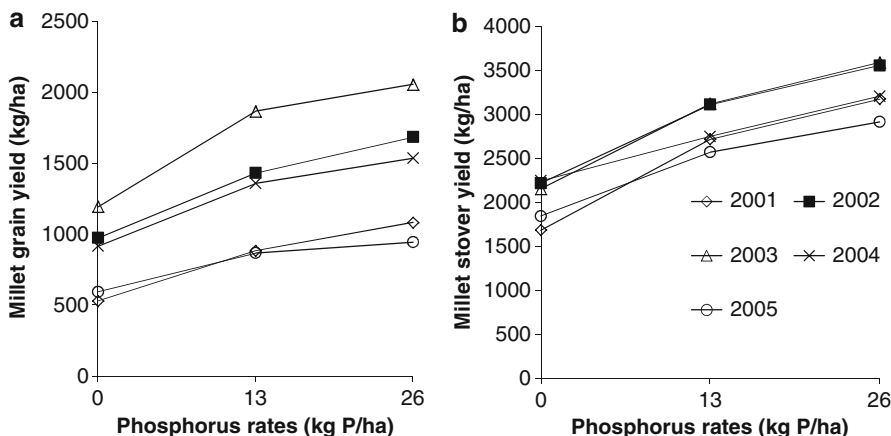 a
Millet grain yield (kg/ha)
2500
2000
1500
1000
500
0
0 13 26
Phosphorus rates (kg P/ha)
b
Millet stover yield (kg/ha)
4000
3500
3000
2500
2000
1500
1000
500
0
2001 2002
2003 2004
2005
0 13 26
Phosphorus rates (kg P/ha)